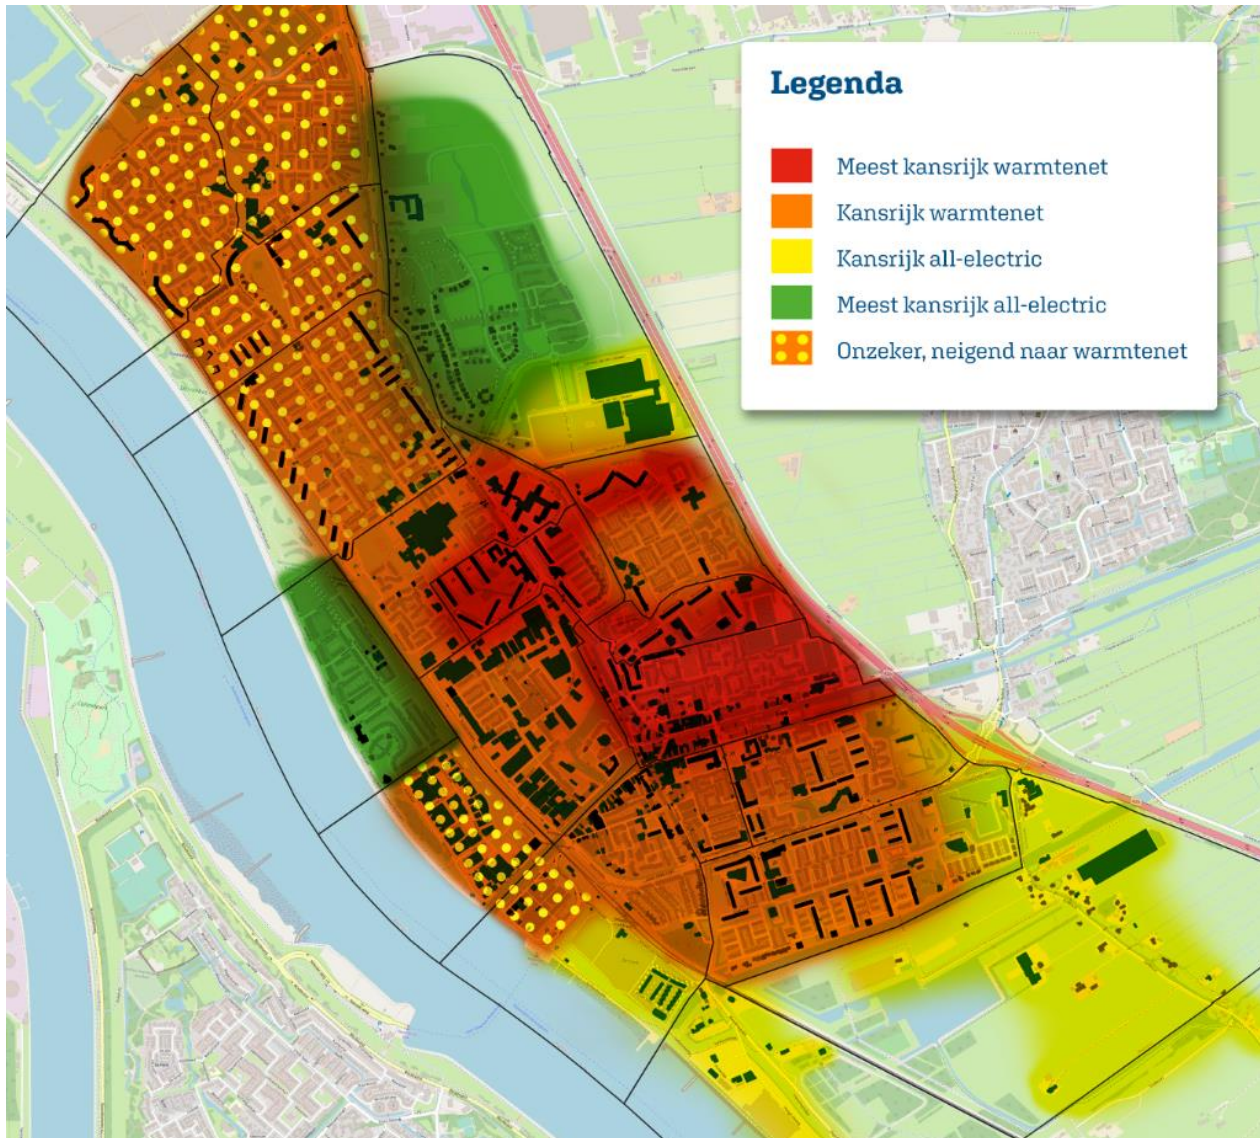 Legenda
Meest kansrijk warmtenet
Kansrijk warmtenet
Kansrijk all-electric
Meest kansrijk all-electric
Onzeker, neigend naar warmtenet